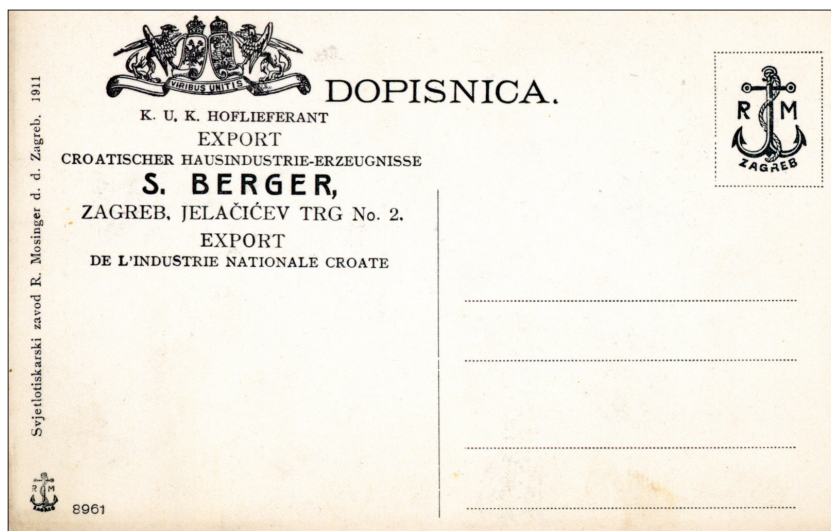 VIRIBUS UNITIS
DOPISNICA.
K. U. K. HOFLIEFERANT
EXPORT
CROATISCHER HAUSINDUSTRIE-ERZEUGNISSE
S. BERGER,
ZAGREB, JELAČIĆEV TRG No. 2.
EXPORT
DE L'INDUSTRIE NATIONALE CROATE
R M
ZAGREB
Svjetlotiskarski zavod R. Mosinger d. d. Zagreb. 1911
R M
ZAGREB
8961